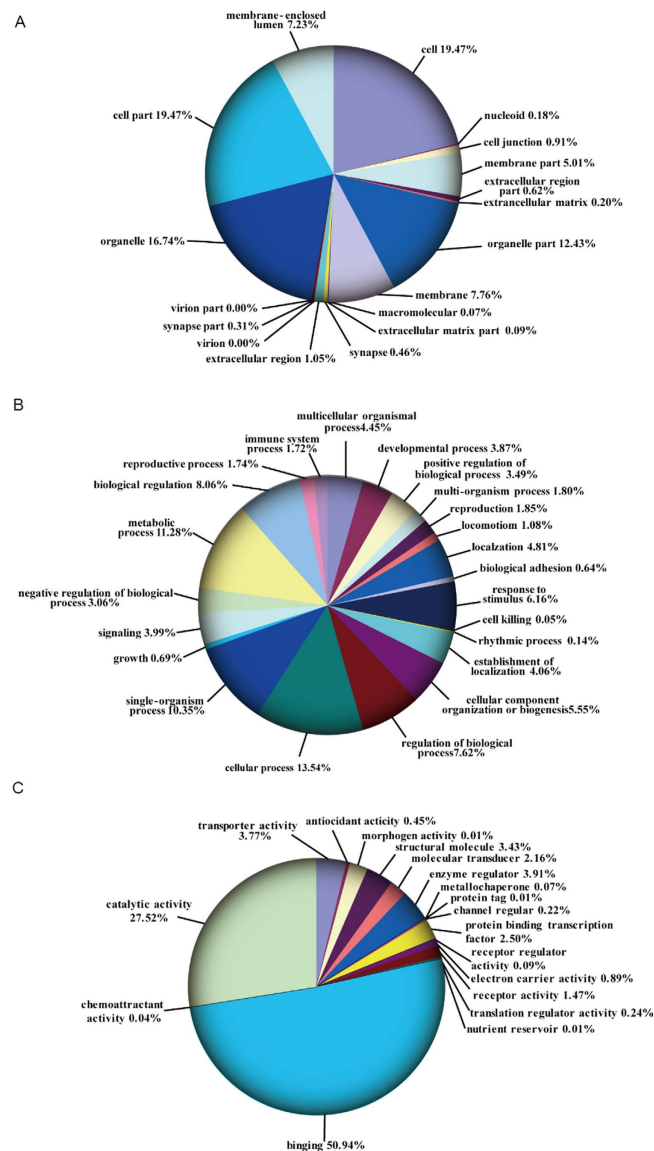 A
membrane-enclosed
lumen 7.23%
cell 19.47%
nucleoid 0.18%
cell part 19.47%
cell junction 0.91%
membrane part 5.01%
extracellular region
part 0.62%
extrancellular matrix 0.20%
organelle 16.74%
organelle part 12.43%
membrane 7.76%
virion part 0.00%
macromolecular 0.07%
synapse part 0.31%
extracellular matrix part 0.09%
virion 0.00%
synapse 0.46%
extracellular region 1.05%
B
multicellular organismal
process4.45%
immune system
process 1.72%
developmental process 3.87%
positive regulation of
biological process 3.49%
reproductive process 1.74%
biological regulation 8.06%
multi-organism process 1.80%
reproduction 1.85%
metabolic
process 11.28%
locomotiom 1.08%
localzation 4.81%
biological adhesion 0.64%
negative regulation of biological
process 3.06%
response to
stimulus 6.16%
cell killing 0.05%
signaling 3.99%
rhythmic process 0.14%
growth 0.69%
establishment of
localization 4.06%
single-organism
process 10.35%
cellular component
organization or biogenesis5.55%
regulation of biological
process7.62%
cellular process 13.54%
C
antiocidant acticity 0.45%
transporter activity
3.77%
morphogen activity 0.01%
structural molecule 3.43%
molecular transducer 2.16%
enzyme regulator 3.91%
metallochaperone 0.07%
protein tag 0.01%
channel regular 0.22%
catalytic activity
27.52%
protein binding transcription
factor 2.50%
receptor regulator
activity 0.09%
electron carrier activity 0.89%
receptor activity 1.47%
chemoattractant
activity 0.04%
translation regulator activity 0.24%
nutrient reservoir 0.01%
binging 50.94%